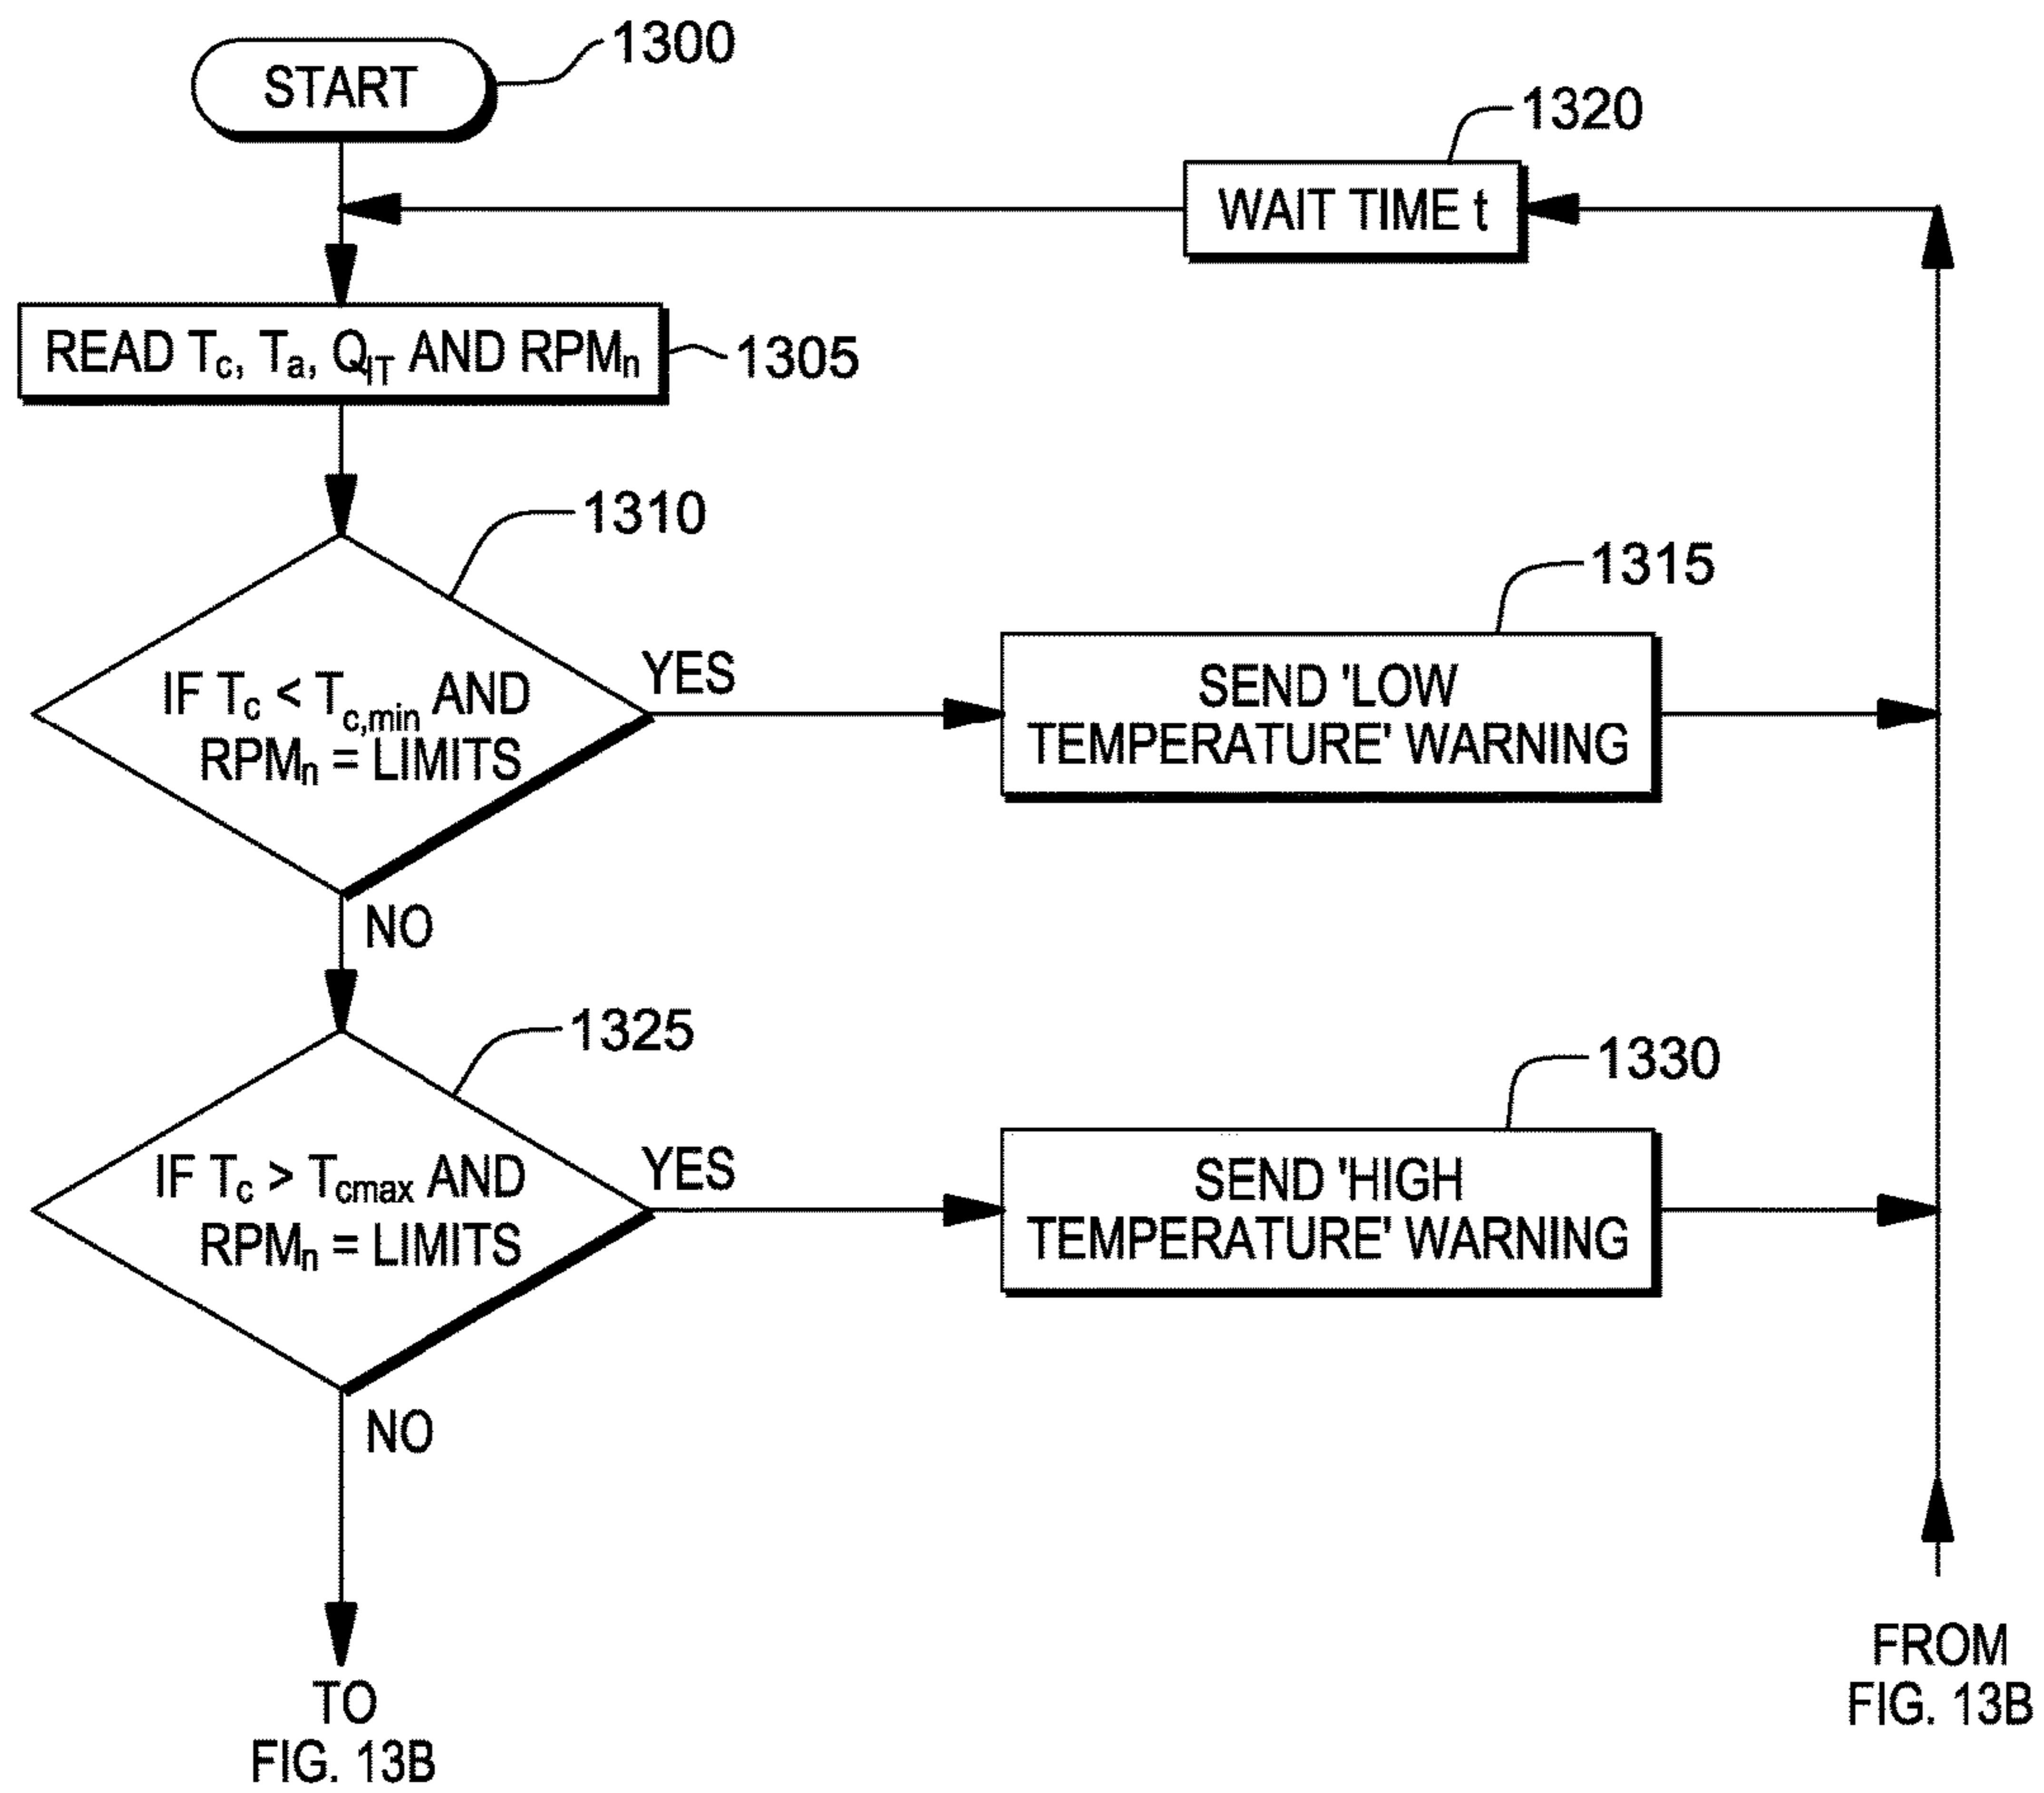 START
1300
1320
WAIT TIME t
READ Tc, Ta, QIT AND RPMn
1305
1310
IF Tc < Tc,min AND
RPMn = LIMITS
YES
1315
SEND 'LOW
TEMPERATURE' WARNING
NO
1325
IF Tc > Tcmax AND
RPMn = LIMITS
YES
1330
SEND 'HIGH
TEMPERATURE' WARNING
NO
TO
FIG. 13B
FROM
FIG. 13B